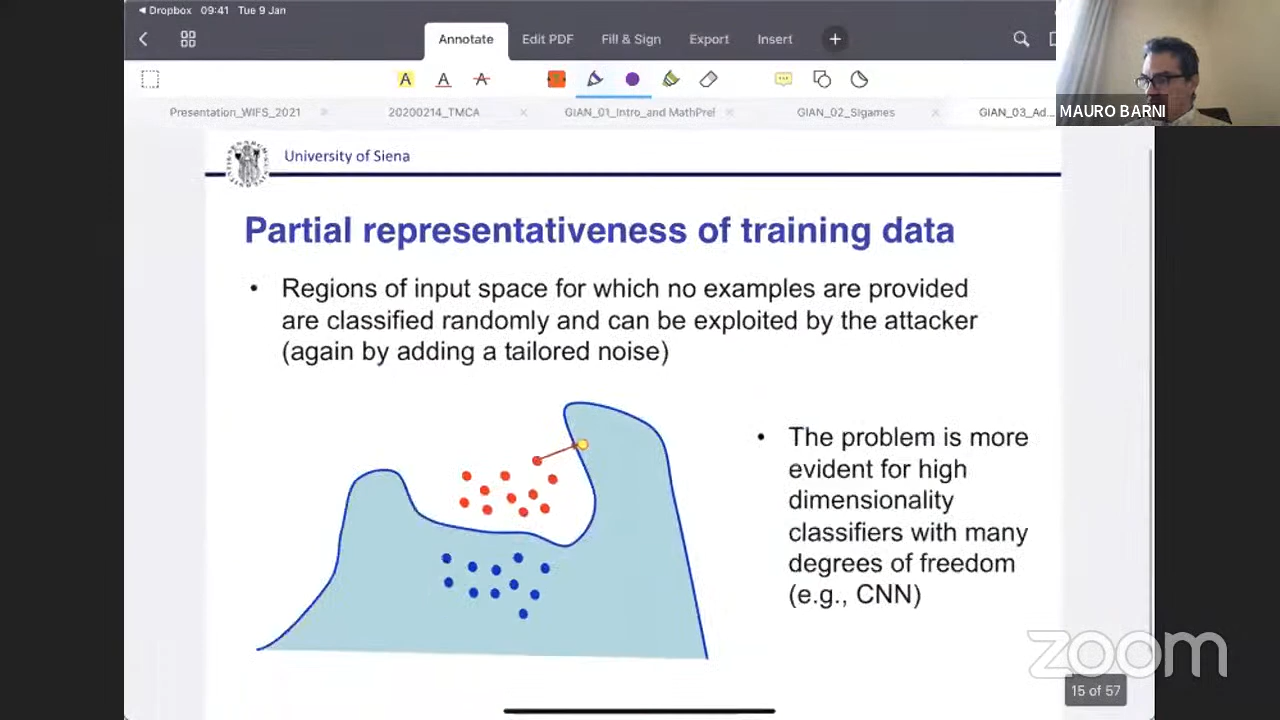 Dropbox 09:41 Tue 9 Jan
Annotate Edit PDF Fill & Sign Export Insert +
A A A
Presentation_WIFS_2021 20200214_TMCA GIAN_01_Intro_and MathPrel GIAN_02_SIgames GIAN_03_Ad...
MAURO BARNI
University of Siena
Partial representativeness of training data
• Regions of input space for which no examples are provided
are classified randomly and can be exploited by the attacker
(again by adding a tailored noise)
• The problem is more
evident for high
dimensionality
classifiers with many
degrees of freedom
(e.g., CNN)
zoom
15 of 57